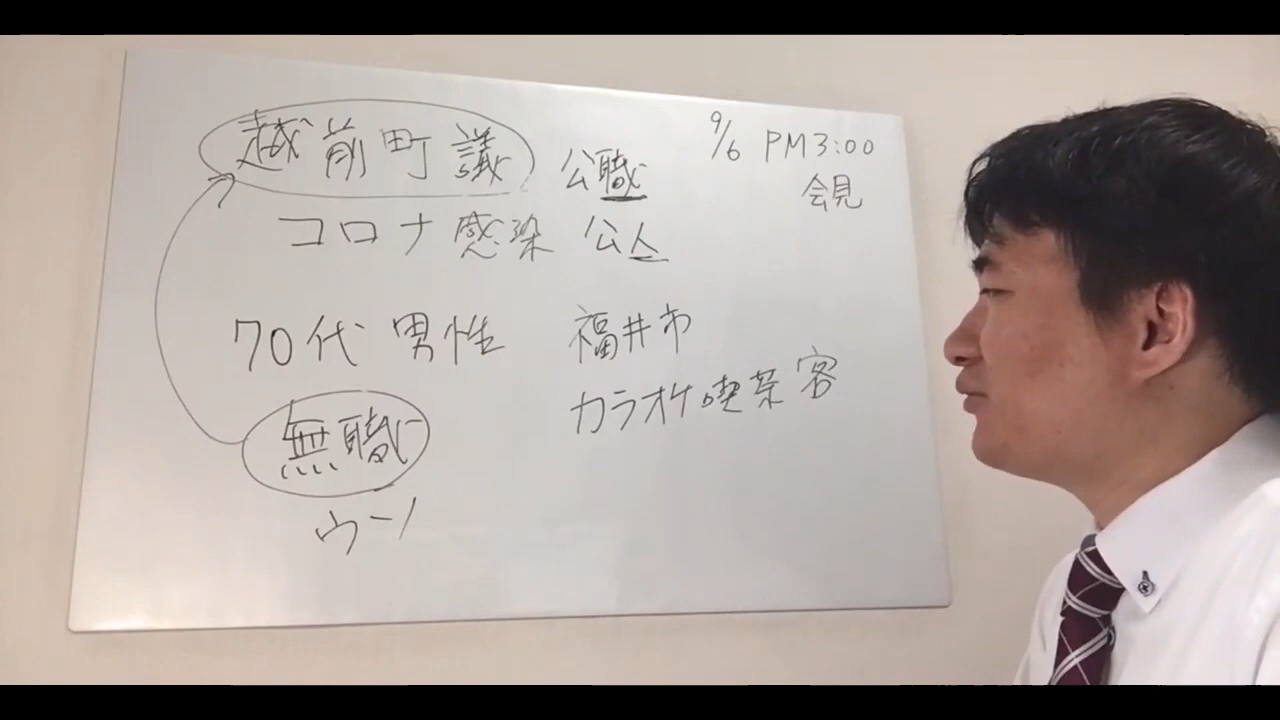 越前町議 公職
コロナ感染 公人
9/6 PM3:00
会見
70代 男性 福井市
カラオケ喫茶 客
無職
ウソ